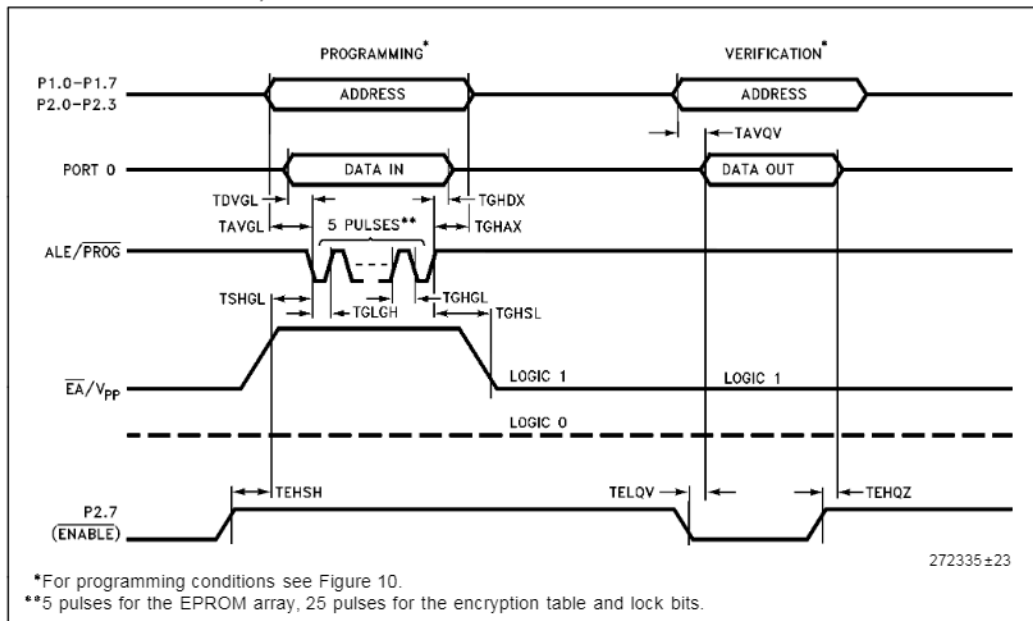 PROGRAMMING*
VERIFICATION*
P1.0–P1.7
P2.0–P2.3
ADDRESS
ADDRESS
TAVQV
PORT 0
DATA IN
DATA OUT
TDVGL
TGHDX
TAVGL
5 PULSES**
TGHAX
ALE/PROG
TSHGL
TGLGH
TGHGL
TGHSL
EA/VPP
LOGIC 1
LOGIC 1
LOGIC 0
TEHSH
TELQV
TEHQZ
P2.7
(ENABLE)
272335±23
*For programming conditions see Figure 10.
**5 pulses for the EPROM array, 25 pulses for the encryption table and lock bits.